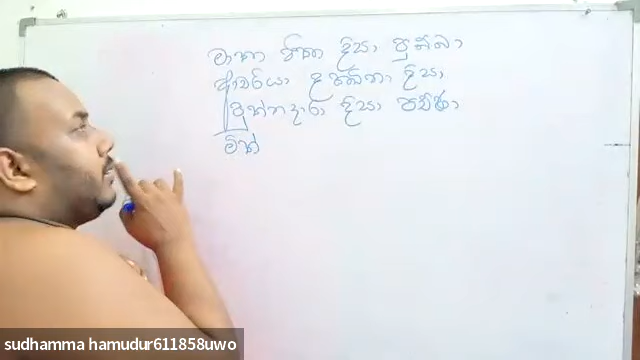 මාතා පිතා දිසා පුබ්බා
ආචරියා දක්ඛිනා දිසා
පුත්තදාරා දිසා පච්ඡා
මිත්
sudhamma hamudur611858uwo